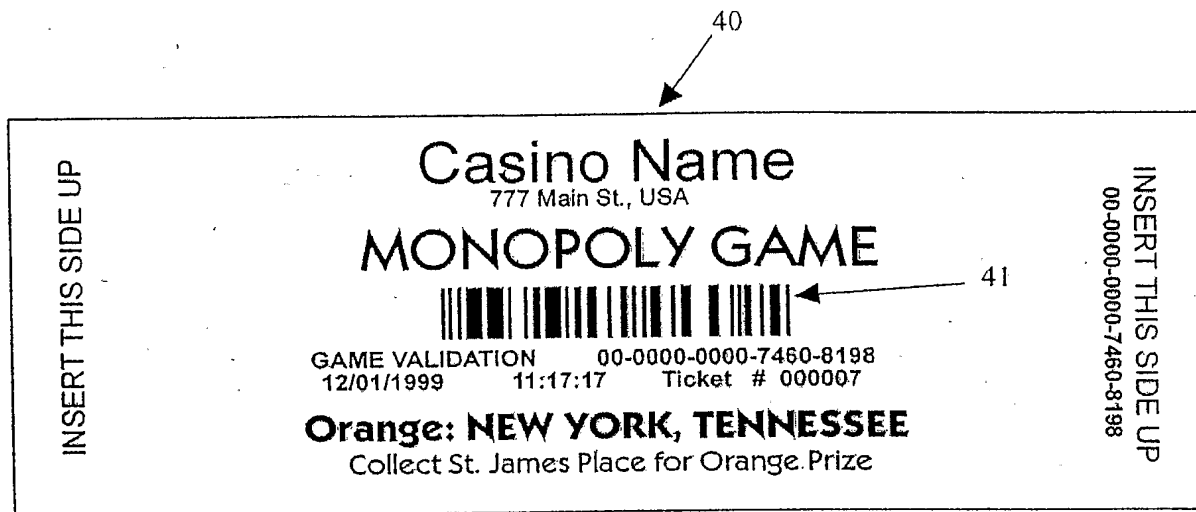 40
INSERT THIS SIDE UP
Casino Name
777 Main St., USA
MONOPOLY GAME
41
GAME VALIDATION 00-0000-0000-7460-8198
12/01/1999 11:17:17 Ticket # 000007
Orange: NEW YORK, TENNESSEE
Collect St. James Place for Orange Prize
INSERT THIS SIDE UP
00-0000-0000-7460-8198